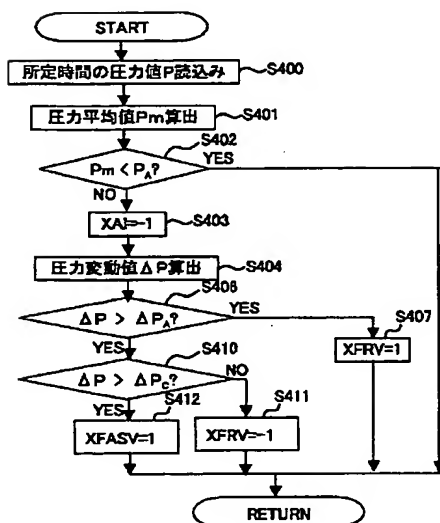 START
所定時間の圧力値P読込み
S400
圧力平均値Pm算出
S401
S402
Pm < PA?
YES
NO
XAI=-1
S403
圧力変動値ΔP算出
S404
S406
ΔP > ΔPA?
YES
YES
S407
XFRV=1
S410
ΔP > ΔPC?
NO
YES
S412
XFASV=1
S411
XFRV=-1
RETURN